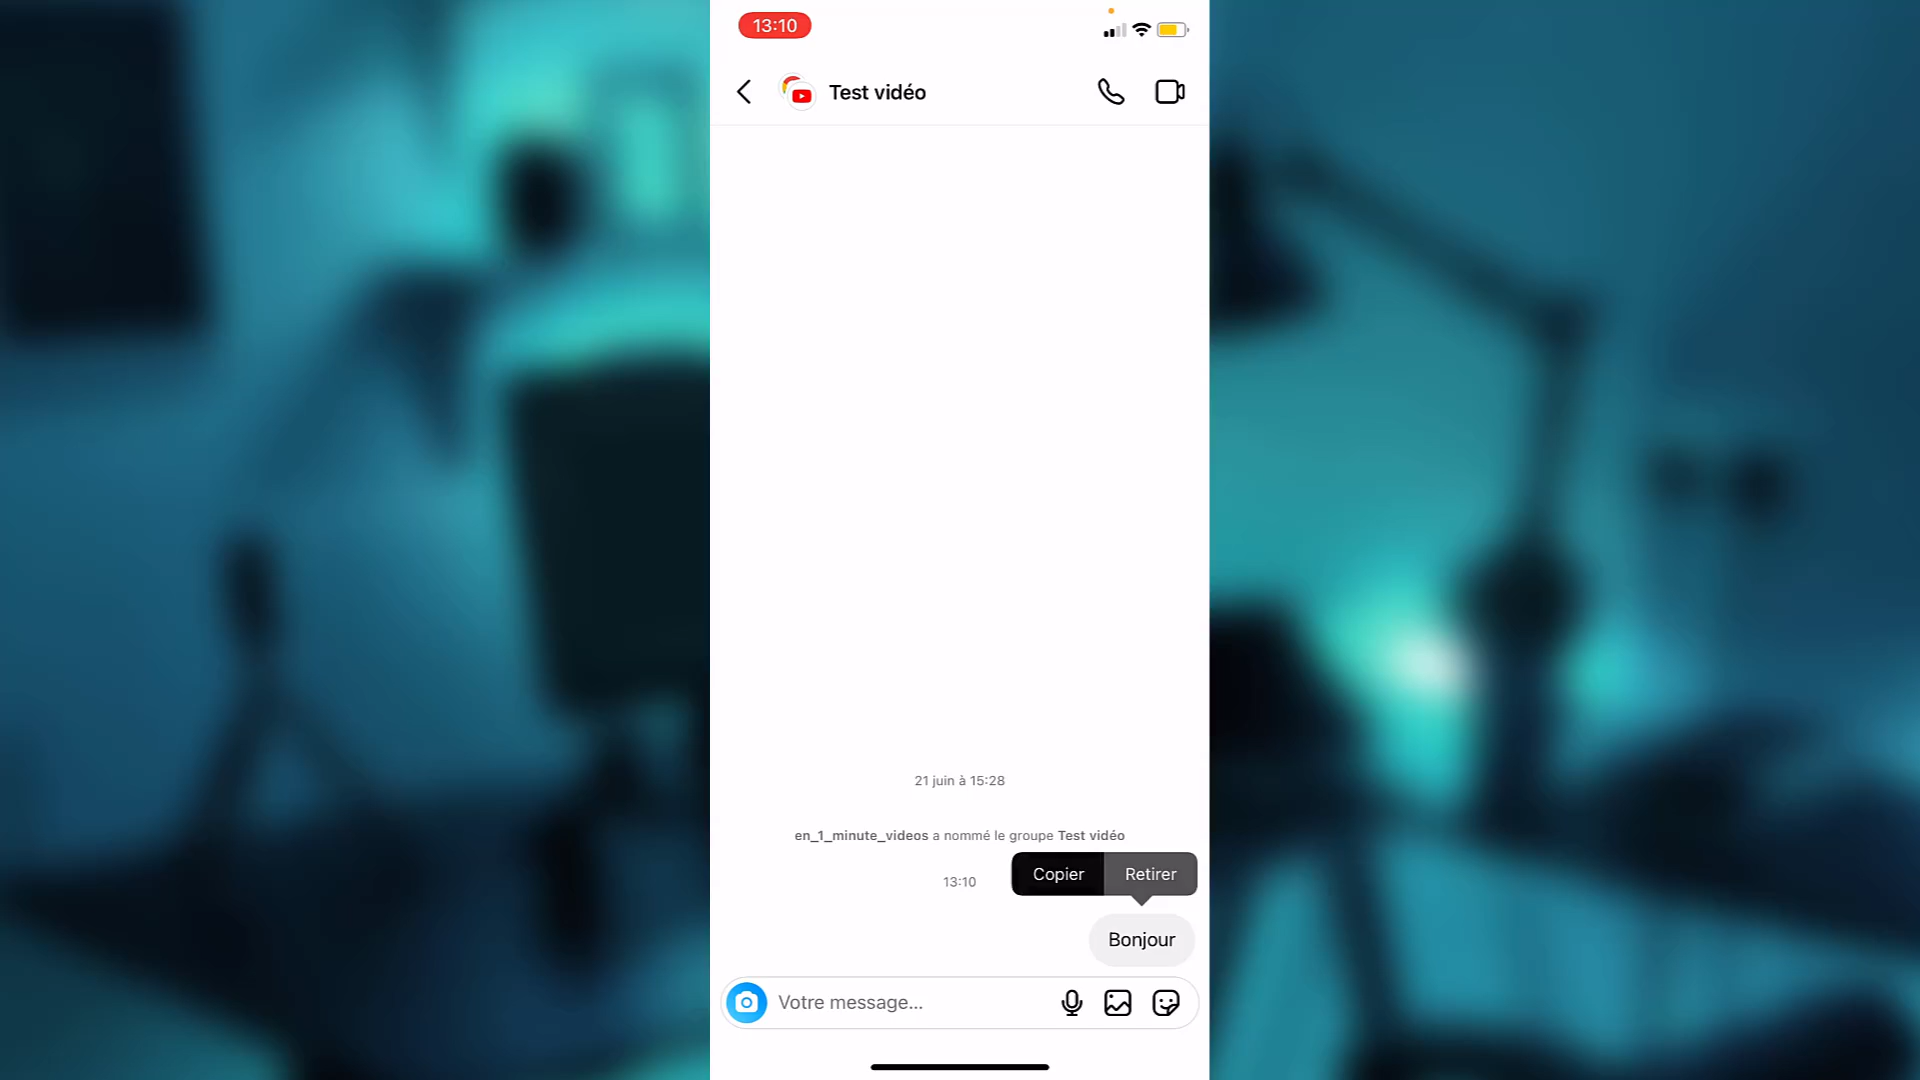 13:10
Test vidéo
21 juin à 15:28
en_1_minute_videos a nommé le groupe Test vidéo
Copier Retirer
13:10
Bonjour
Votre message...